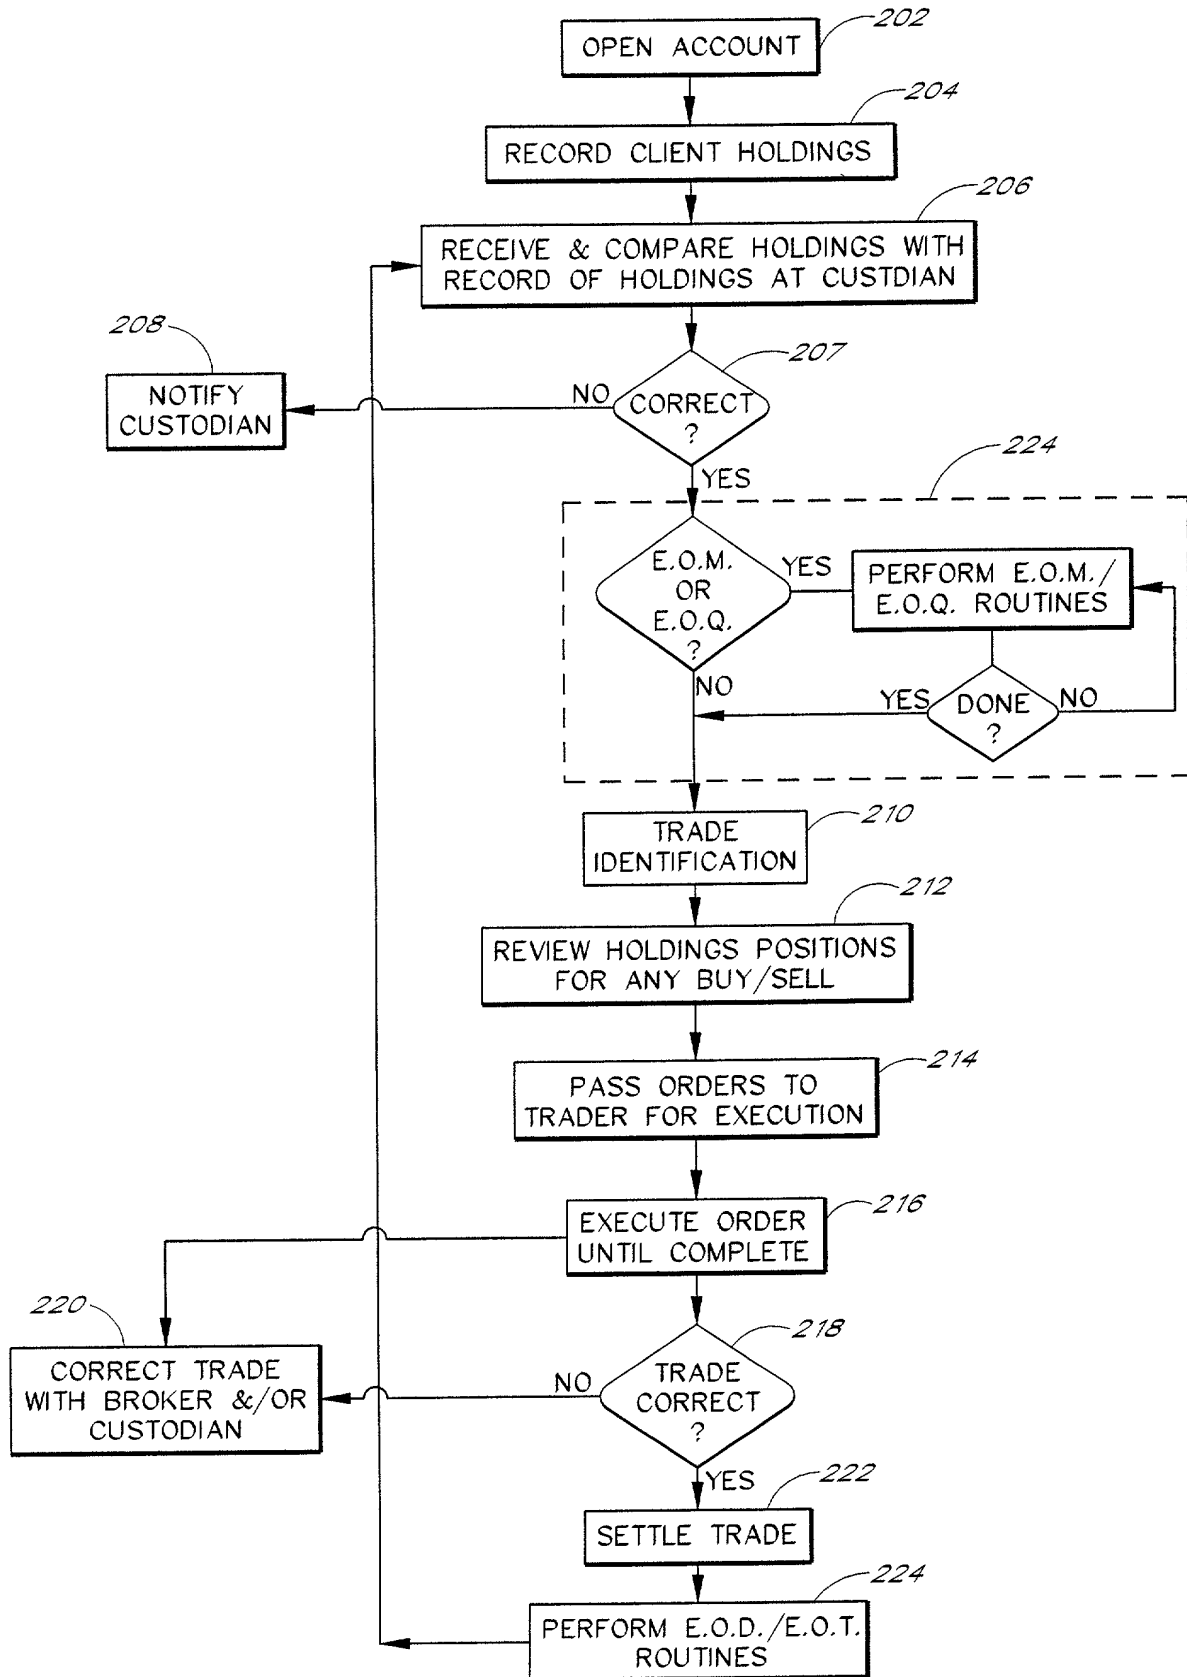 202
OPEN ACCOUNT
204
RECORD CLIENT HOLDINGS
206
RECEIVE & COMPARE HOLDINGS WITH
RECORD OF HOLDINGS AT CUSTDIAN
208
NOTIFY
CUSTODIAN
207
NO
CORRECT
?
YES
224
E.O.M.
OR
E.O.Q.
?
YES
PERFORM E.O.M./
E.O.Q. ROUTINES
NO
YES
DONE
?
NO
210
TRADE
IDENTIFICATION
212
REVIEW HOLDINGS POSITIONS
FOR ANY BUY/SELL
214
PASS ORDERS TO
TRADER FOR EXECUTION
216
EXECUTE ORDER
UNTIL COMPLETE
220
CORRECT TRADE
WITH BROKER &/OR
CUSTODIAN
218
NO
TRADE
CORRECT
?
YES
222
SETTLE TRADE
224
PERFORM E.O.D./E.O.T.
ROUTINES